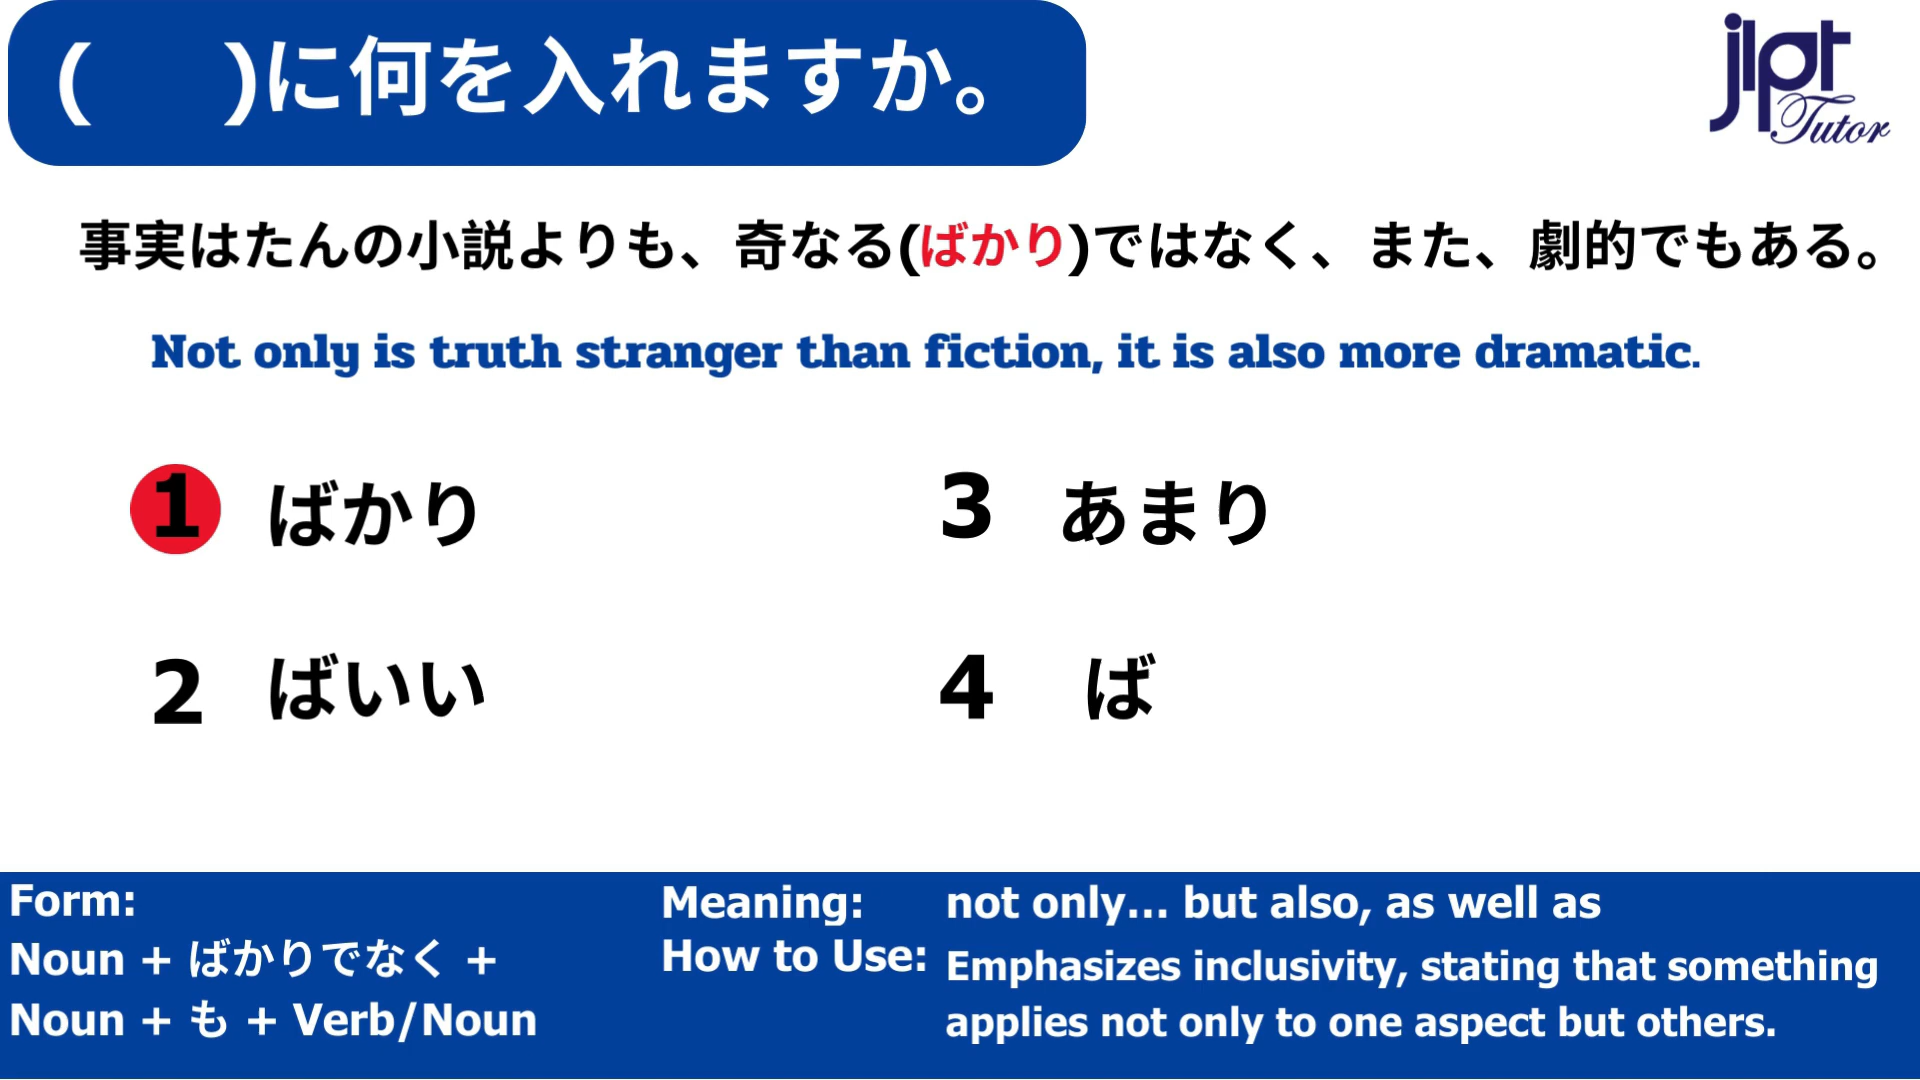 (　　)に何を入れますか。
jlpt
Tutor
事実はたんの小説よりも、奇なる(ばかり)ではなく、また、劇的でもある。
Not only is truth stranger than fiction, it is also more dramatic.
1 ばかり
3 あまり
2 ばいい
4 ば
Form:
Noun + ばかりでなく +
Noun + も + Verb/Noun
Meaning: not only... but also, as well as
How to Use: Emphasizes inclusivity, stating that something
applies not only to one aspect but others.